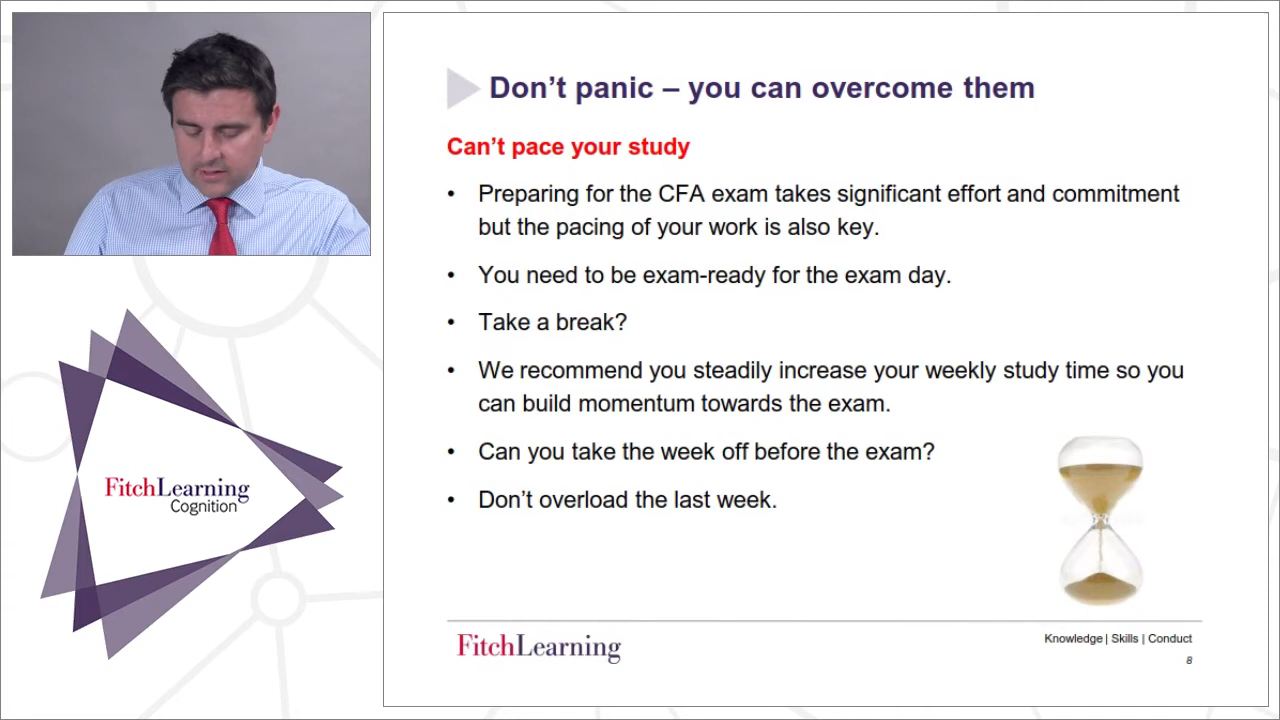 Don’t panic – you can overcome them
Can’t pace your study
• Preparing for the CFA exam takes significant effort and commitment
but the pacing of your work is also key.
• You need to be exam-ready for the exam day.
• Take a break?
• We recommend you steadily increase your weekly study time so you
can build momentum towards the exam.
• Can you take the week off before the exam?
• Don’t overload the last week.
FitchLearning
Cognition
FitchLearning
Knowledge | Skills | Conduct
8